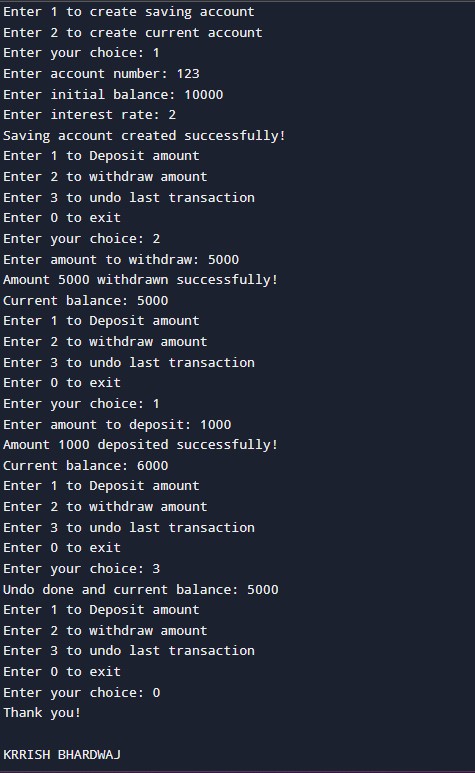 Enter 1 to create saving account
Enter 2 to create current account
Enter your choice: 1
Enter account number: 123
Enter initial balance: 10000
Enter interest rate: 2
Saving account created successfully!
Enter 1 to Deposit amount
Enter 2 to withdraw amount
Enter 3 to undo last transaction
Enter 0 to exit
Enter your choice: 2
Enter amount to withdraw: 5000
Amount 5000 withdrawn successfully!
Current balance: 5000
Enter 1 to Deposit amount
Enter 2 to withdraw amount
Enter 3 to undo last transaction
Enter 0 to exit
Enter your choice: 1
Enter amount to deposit: 1000
Amount 1000 deposited successfully!
Current balance: 6000
Enter 1 to Deposit amount
Enter 2 to withdraw amount
Enter 3 to undo last transaction
Enter 0 to exit
Enter your choice: 3
Undo done and current balance: 5000
Enter 1 to Deposit amount
Enter 2 to withdraw amount
Enter 3 to undo last transaction
Enter 0 to exit
Enter your choice: 0
Thank you!
KRRISH BHARDWAJ